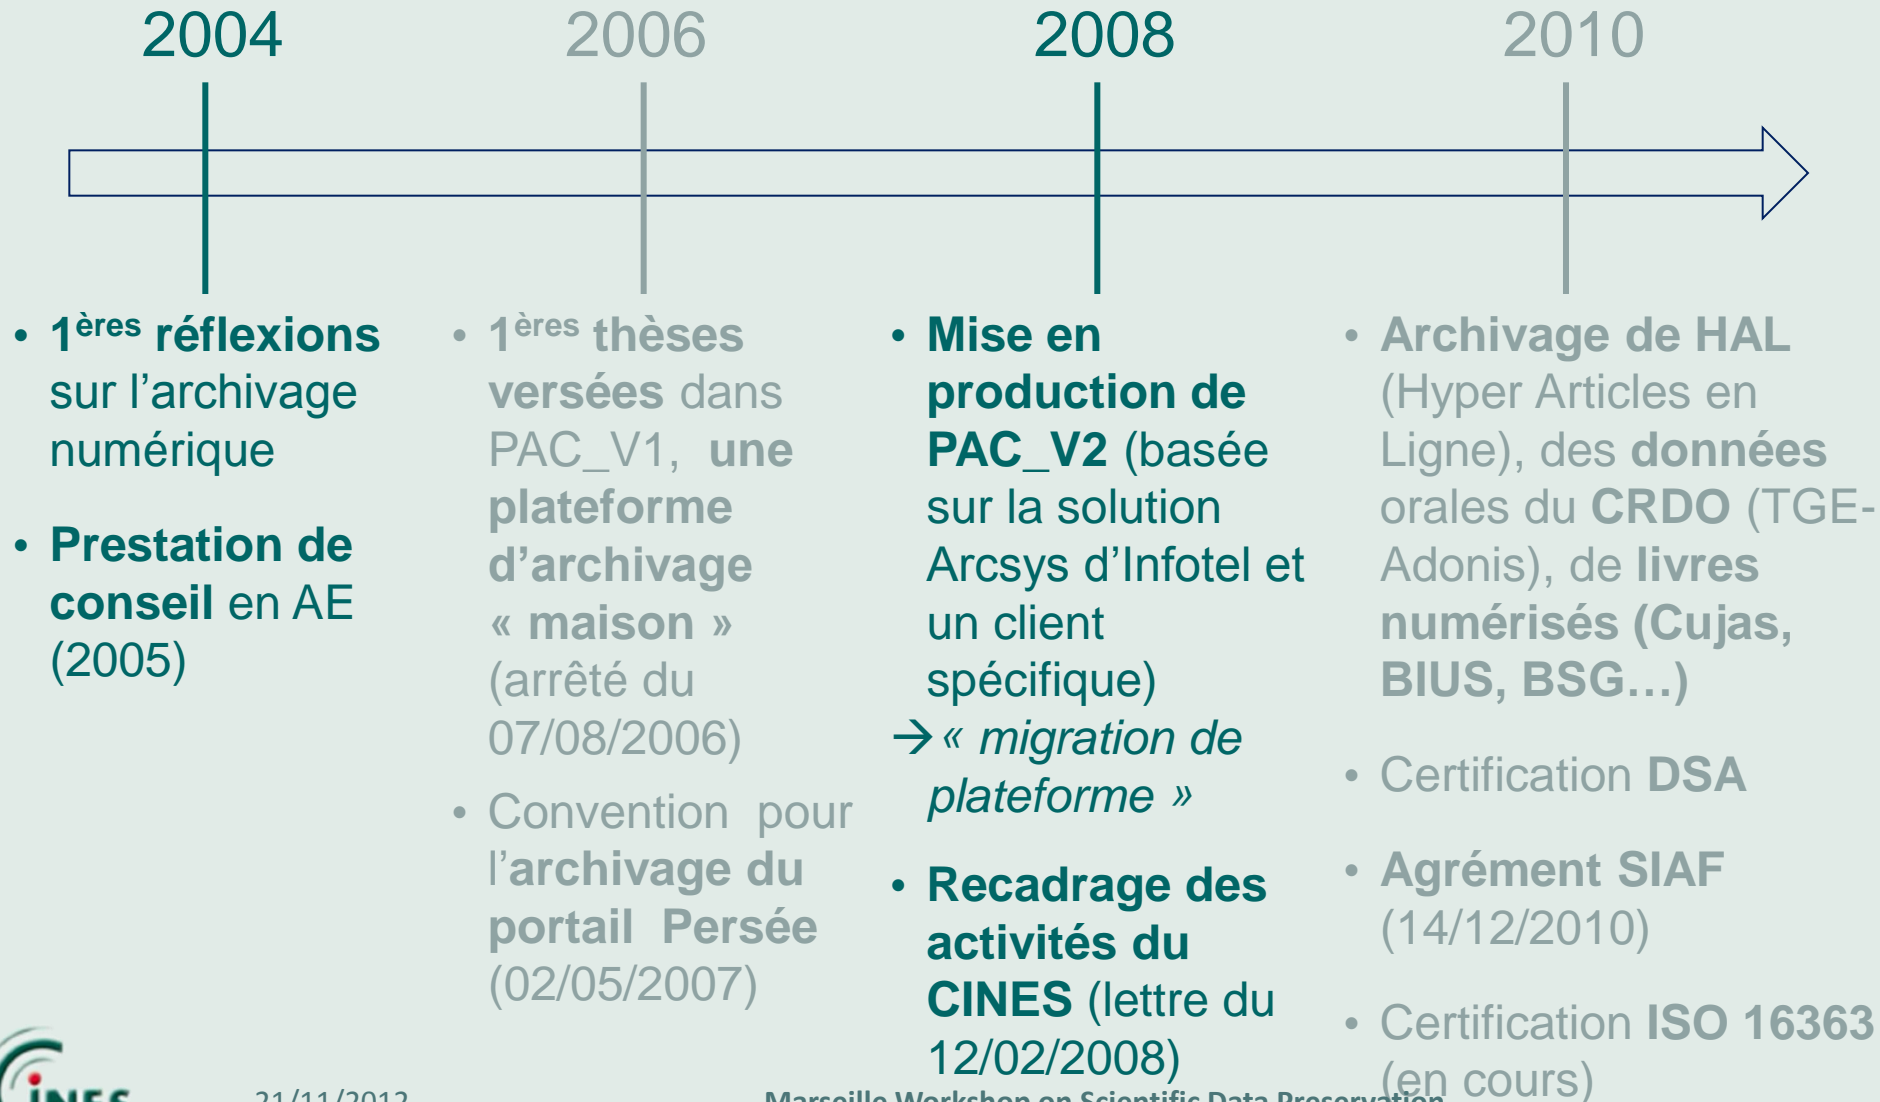 2004
2006
2008
2010
• 1ères réflexions
sur l’archivage
numérique
• Prestation de
conseil en AE
(2005)
• 1ères thèses
versées dans
PAC_V1, une
plateforme
d’archivage
« maison »
(arrêté du
07/08/2006)
• Convention pour
l’archivage du
portail Persée
(02/05/2007)
• Mise en
production de
PAC_V2 (basée
sur la solution
Arcsys d’Infotel et
un client
spécifique)
→ « migration de
plateforme »
• Recadrage des
activités du
CINES (lettre du
12/02/2008)
• Archivage de HAL
(Hyper Articles en
Ligne), des données
orales du CRDO (TGE-
Adonis), de livres
numérisés (Cujas,
BIUS, BSG…)
• Certification DSA
• Agrément SIAF
(14/12/2010)
• Certification ISO 16363
(en cours)
CINES
21/11/2012
Marseille Workshop on Scientific Data Preservation